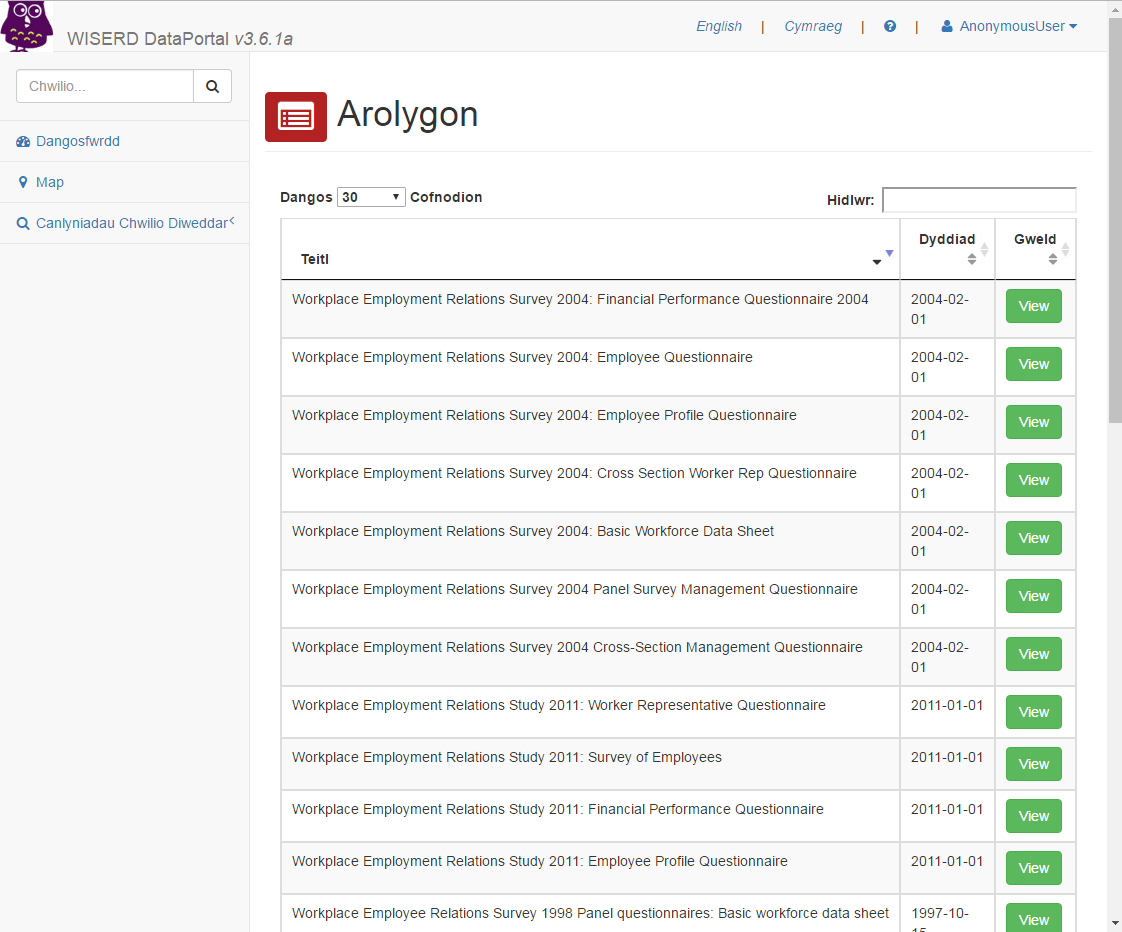 WISERD DataPortal v3.6.1a
English | Cymraeg | ? | AnonymousUser
Chwilio...
Dangosfwrdd
Map
Canlyniadau Chwilio Diweddar
Arolygon
Dangos 30 Cofnodion
Hidlwr:
Teitl
Dyddiad
Gweld
Workplace Employment Relations Survey 2004: Financial Performance Questionnaire 2004
2004-02-
01
View
Workplace Employment Relations Survey 2004: Employee Questionnaire
2004-02-
01
View
Workplace Employment Relations Survey 2004: Employee Profile Questionnaire
2004-02-
01
View
Workplace Employment Relations Survey 2004: Cross Section Worker Rep Questionnaire
2004-02-
01
View
Workplace Employment Relations Survey 2004: Basic Workforce Data Sheet
2004-02-
01
View
Workplace Employment Relations Survey 2004 Panel Survey Management Questionnaire
2004-02-
01
View
Workplace Employment Relations Survey 2004 Cross-Section Management Questionnaire
2004-02-
01
View
Workplace Employment Relations Study 2011: Worker Representative Questionnaire
2011-01-01
View
Workplace Employment Relations Study 2011: Survey of Employees
2011-01-01
View
Workplace Employment Relations Study 2011: Financial Performance Questionnaire
2011-01-01
View
Workplace Employment Relations Study 2011: Employee Profile Questionnaire
2011-01-01
View
Workplace Employee Relations Survey 1998 Panel questionnaires: Basic workforce data sheet
1997-10-
View